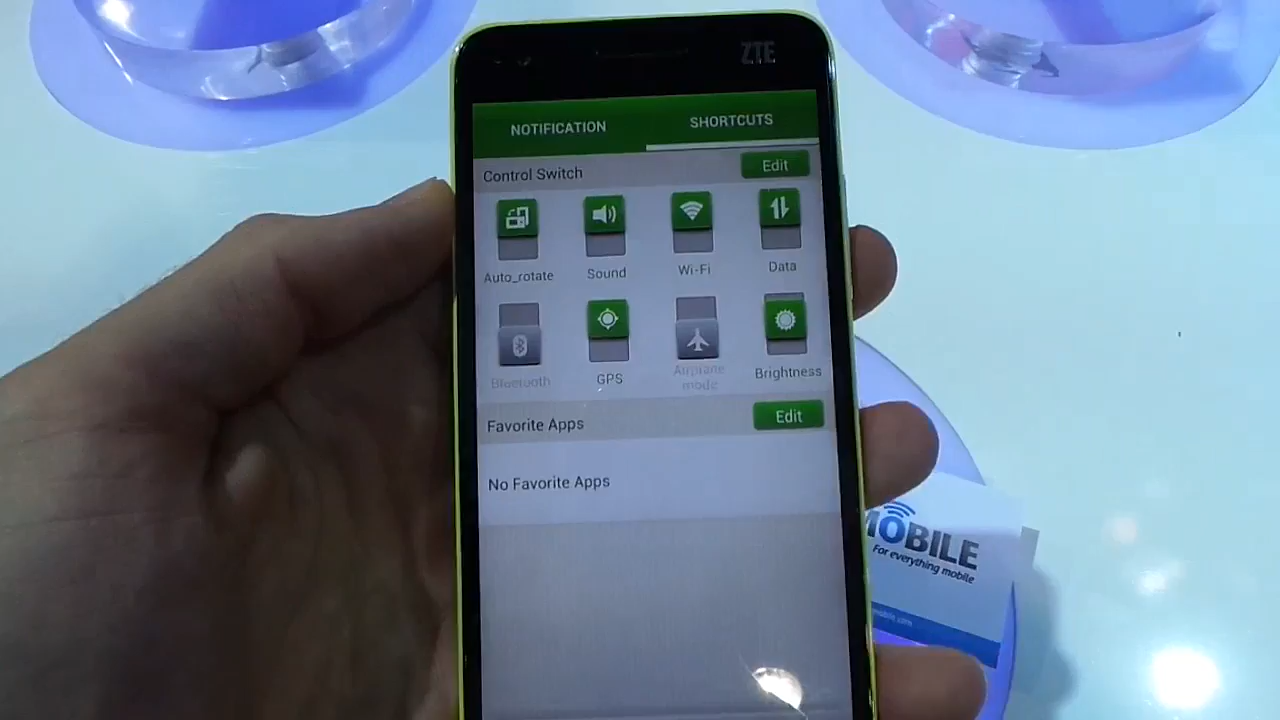 ZTE
NOTIFICATION
SHORTCUTS
Control Switch
Edit
Auto_rotate
Sound
Wi-Fi
Data
Bluetooth
GPS
Airplane
mode
Brightness
Favorite Apps
Edit
No Favorite Apps
MOBILE
For everything mobile